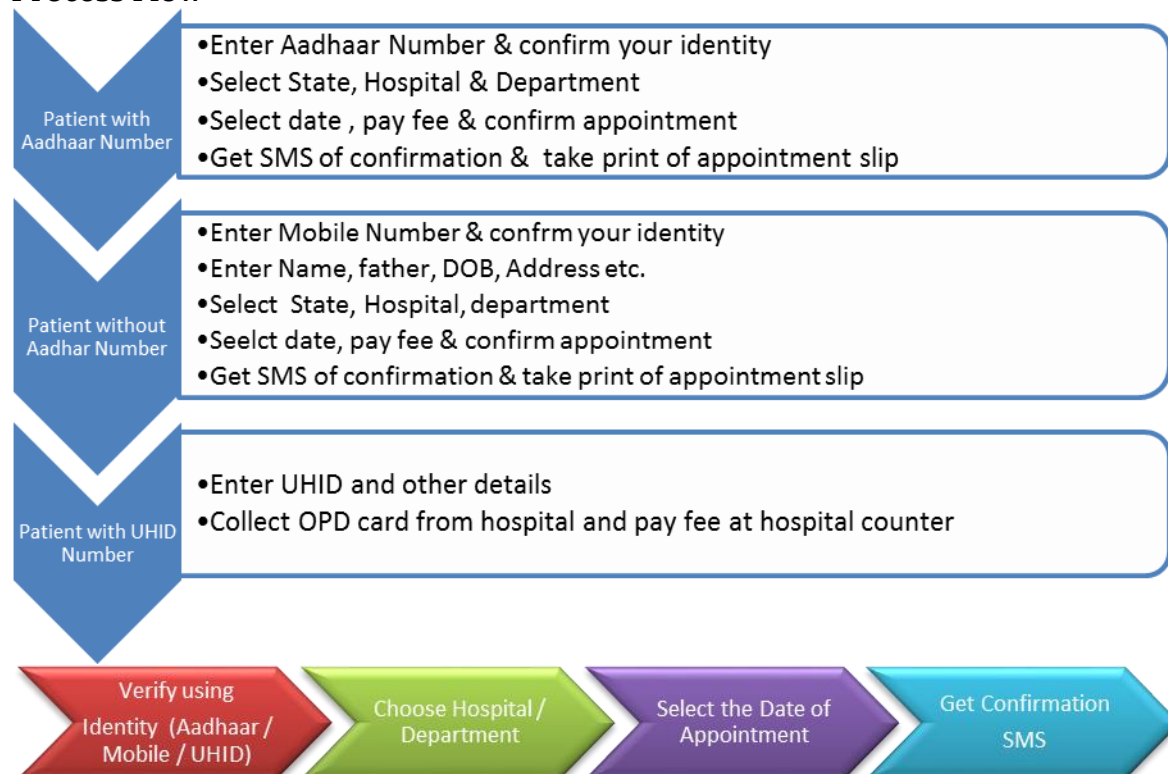 Patient with
Aadhaar Number
•Enter Aadhaar Number & confirm your identity
•Select State, Hospital & Department
•Select date , pay fee & confirm appointment
•Get SMS of confirmation & take print of appointment slip
Patient without
Aadhar Number
•Enter Mobile Number & confrm your identity
•Enter Name, father, DOB, Address etc.
•Select State, Hospital, department
•Seelct date, pay fee & confirm appointment
•Get SMS of confirmation & take print of appointment slip
Patient with UHID
Number
•Enter UHID and other details
•Collect OPD card from hospital and pay fee at hospital counter
Verify using
Identity (Aadhaar /
Mobile / UHID)
Choose Hospital /
Department
Select the Date of
Appointment
Get Confirmation
SMS